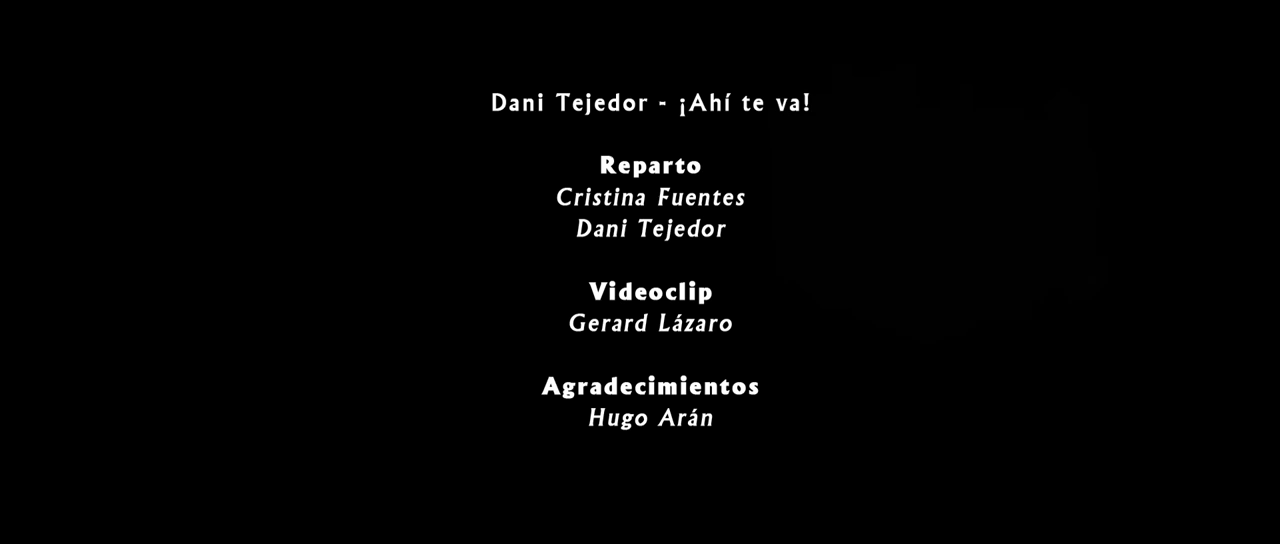 Dani Tejedor - ¡Ahí te va!
Reparto
Cristina Fuentes
Dani Tejedor
Videoclip
Gerard Lázaro
Agradecimientos
Hugo Arán